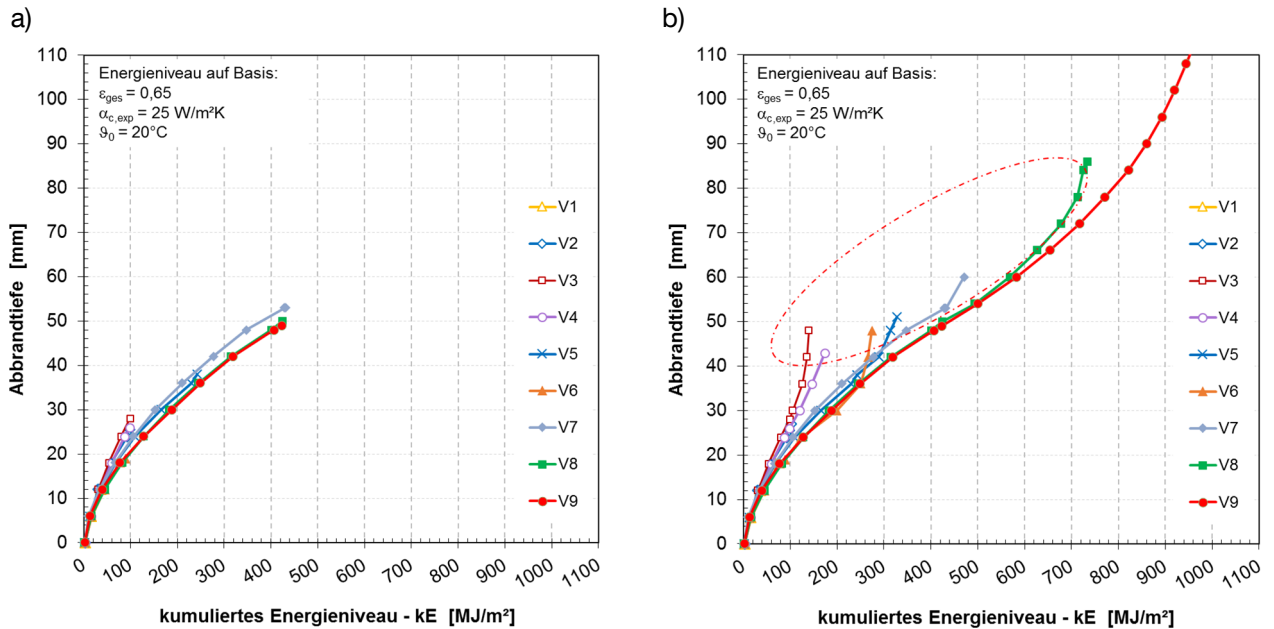 a)
110
100
90
80
70
60
50
40
30
20
10
0
Abbrandtiefe [mm]
Energieniveau auf Basis:
εges = 0,65
αc,exp = 25 W/m²K
ϑ0 = 20°C
V1
V2
V3
V4
V5
V6
V7
V8
V9
0 100 200 300 400 500 600 700 800 900 1000 1100
kumuliertes Energieniveau - kE [MJ/m²]
b)
110
100
90
80
70
60
50
40
30
20
10
0
Abbrandtiefe [mm]
Energieniveau auf Basis:
εges = 0,65
αc,exp = 25 W/m²K
ϑ0 = 20°C
V1
V2
V3
V4
V5
V6
V7
V8
V9
0 100 200 300 400 500 600 700 800 900 1000 1100
kumuliertes Energieniveau - kE [MJ/m²]